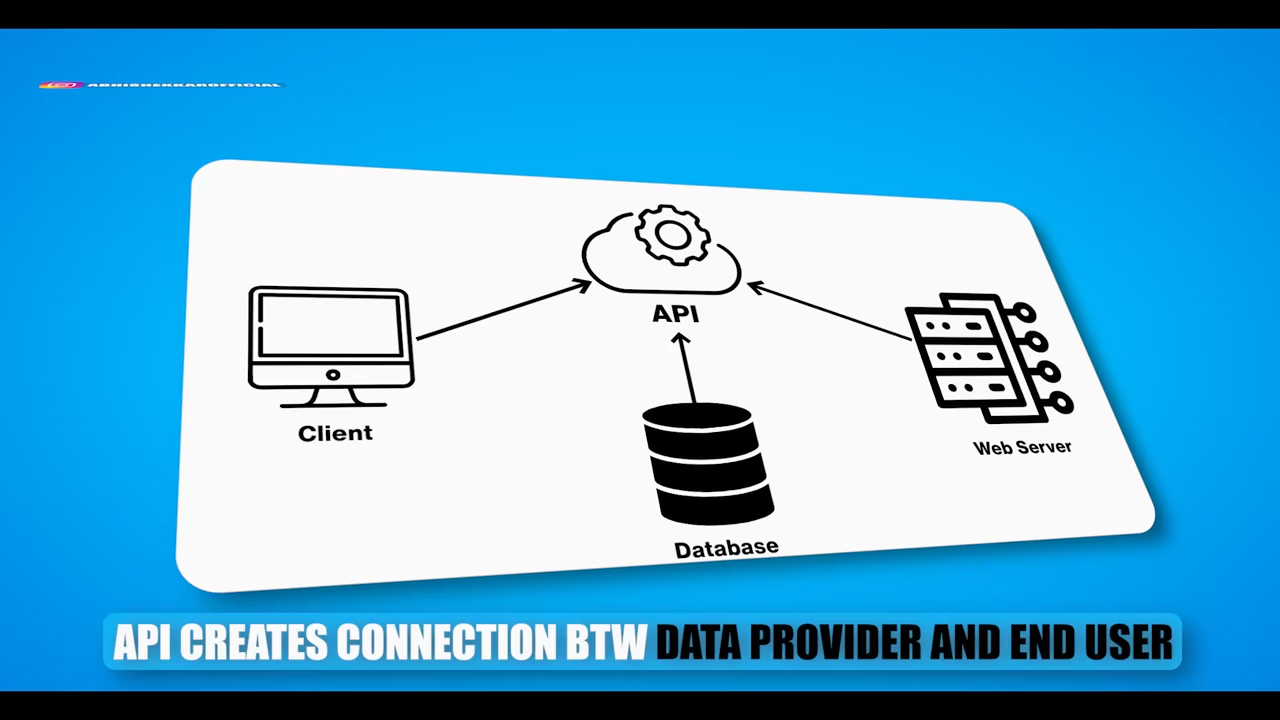 API
Client
Web Server
Database
API CREATES CONNECTION BTW DATA PROVIDER AND END USER